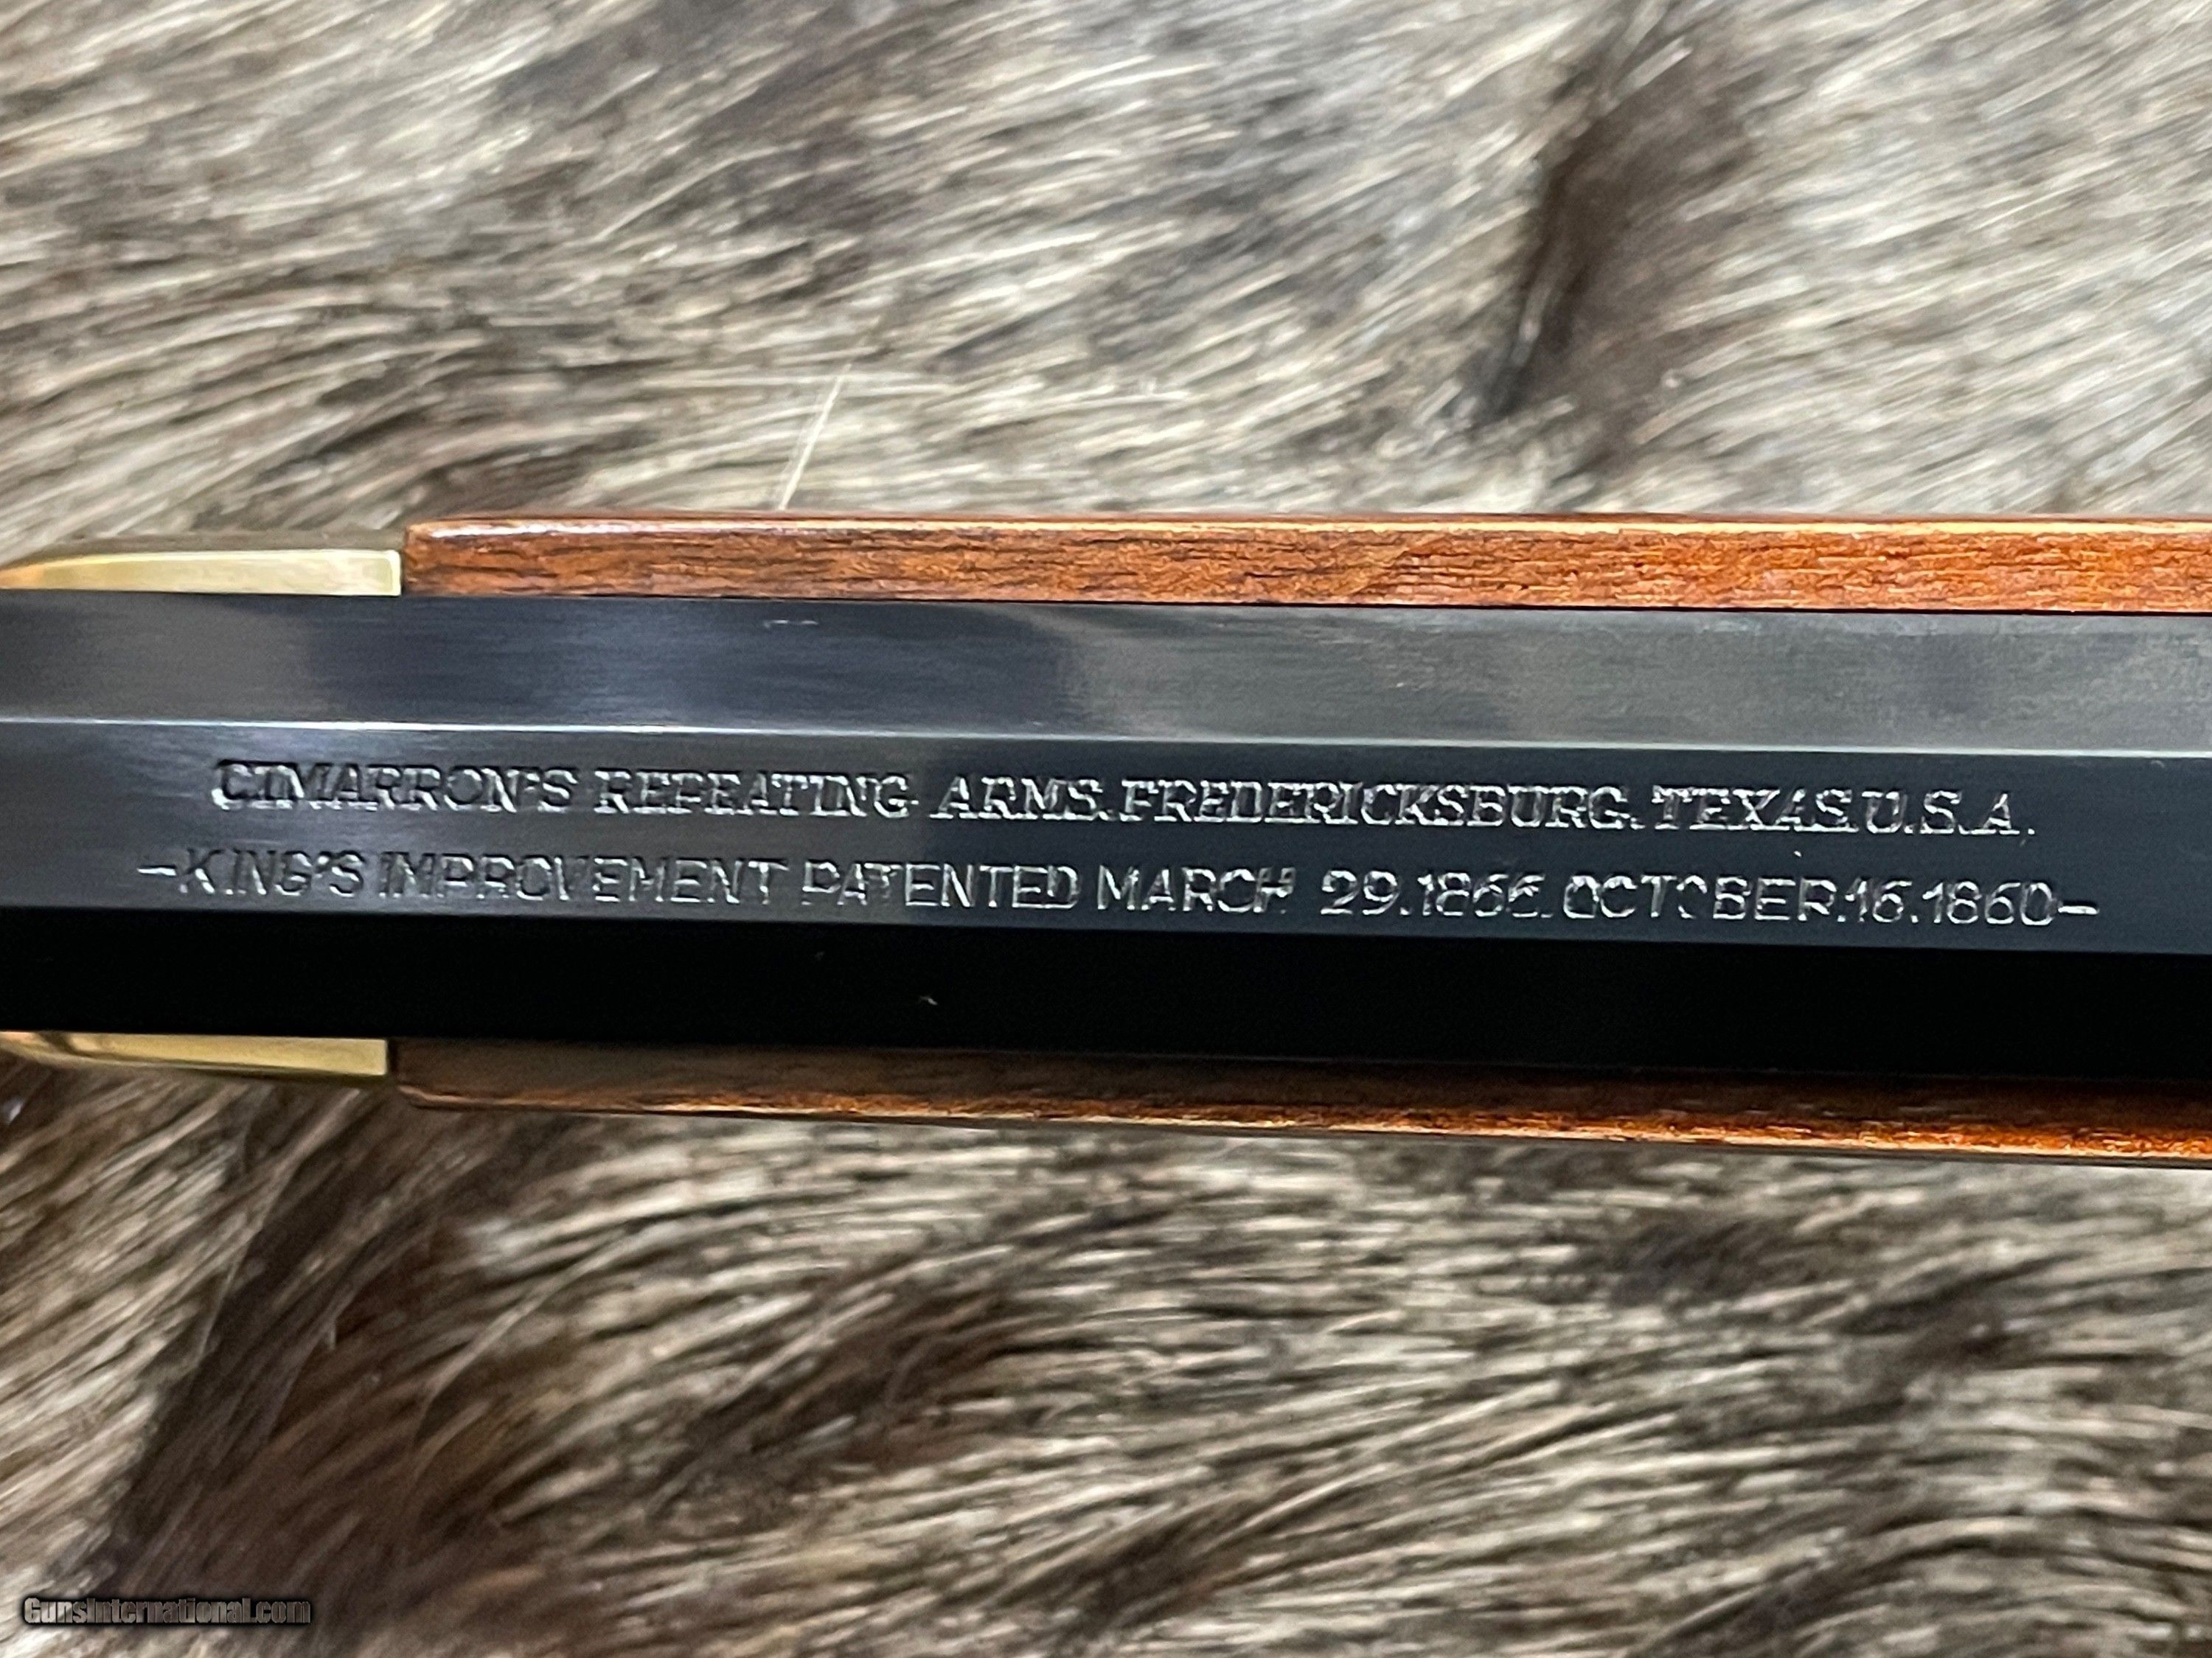 CIMARRON'S REPEATING ARMS. FREDERICKSBURG. TEXAS. U.S.A.
-KING'S IMPROVEMENT PATENTED MARCH 29.1866. OCTOBER.16.1860-
GunsInternational.com